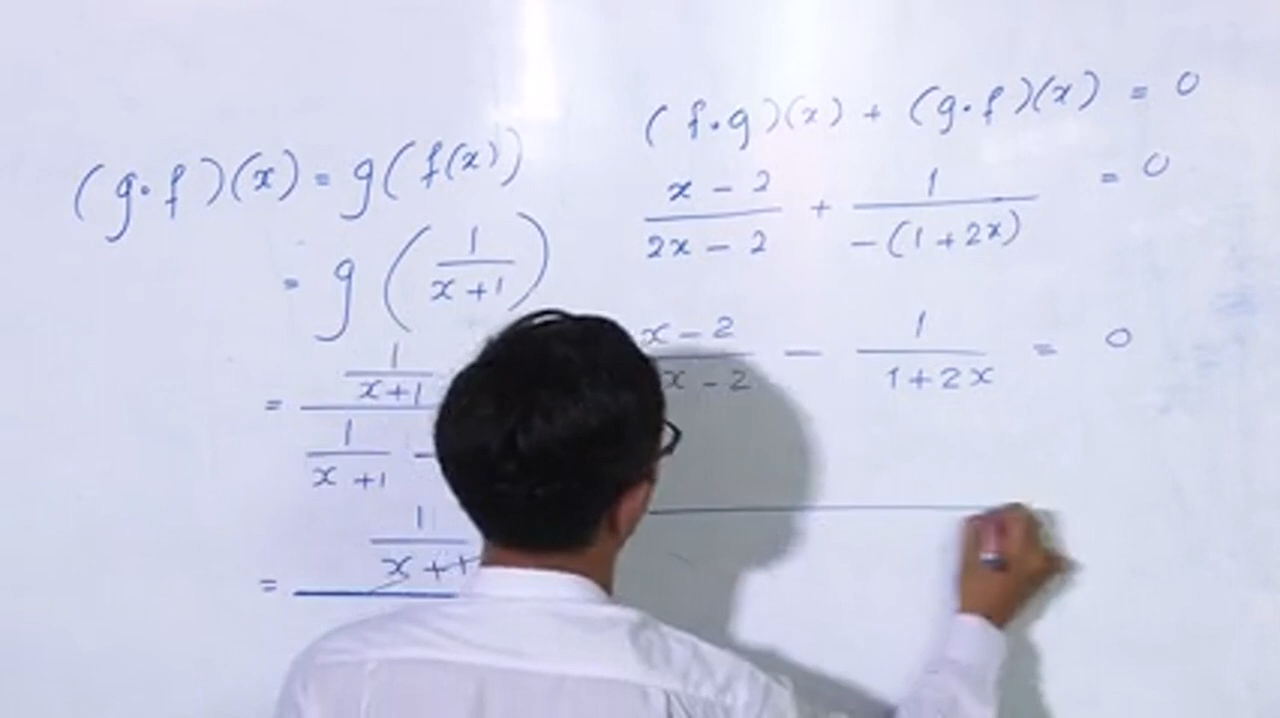 (g∘f)(x) = g(f(x))
= g(1/(x+1))
= (1/(x+1)) / (1/(x+1) −
= (1/(x+1)) /
(f∘g)(x) + (g∘f)(x) = 0
(x−2)/(2x−2) + 1/(−(1+2x)) = 0
(x−2)/(x−2) − 1/(1+2x) = 0